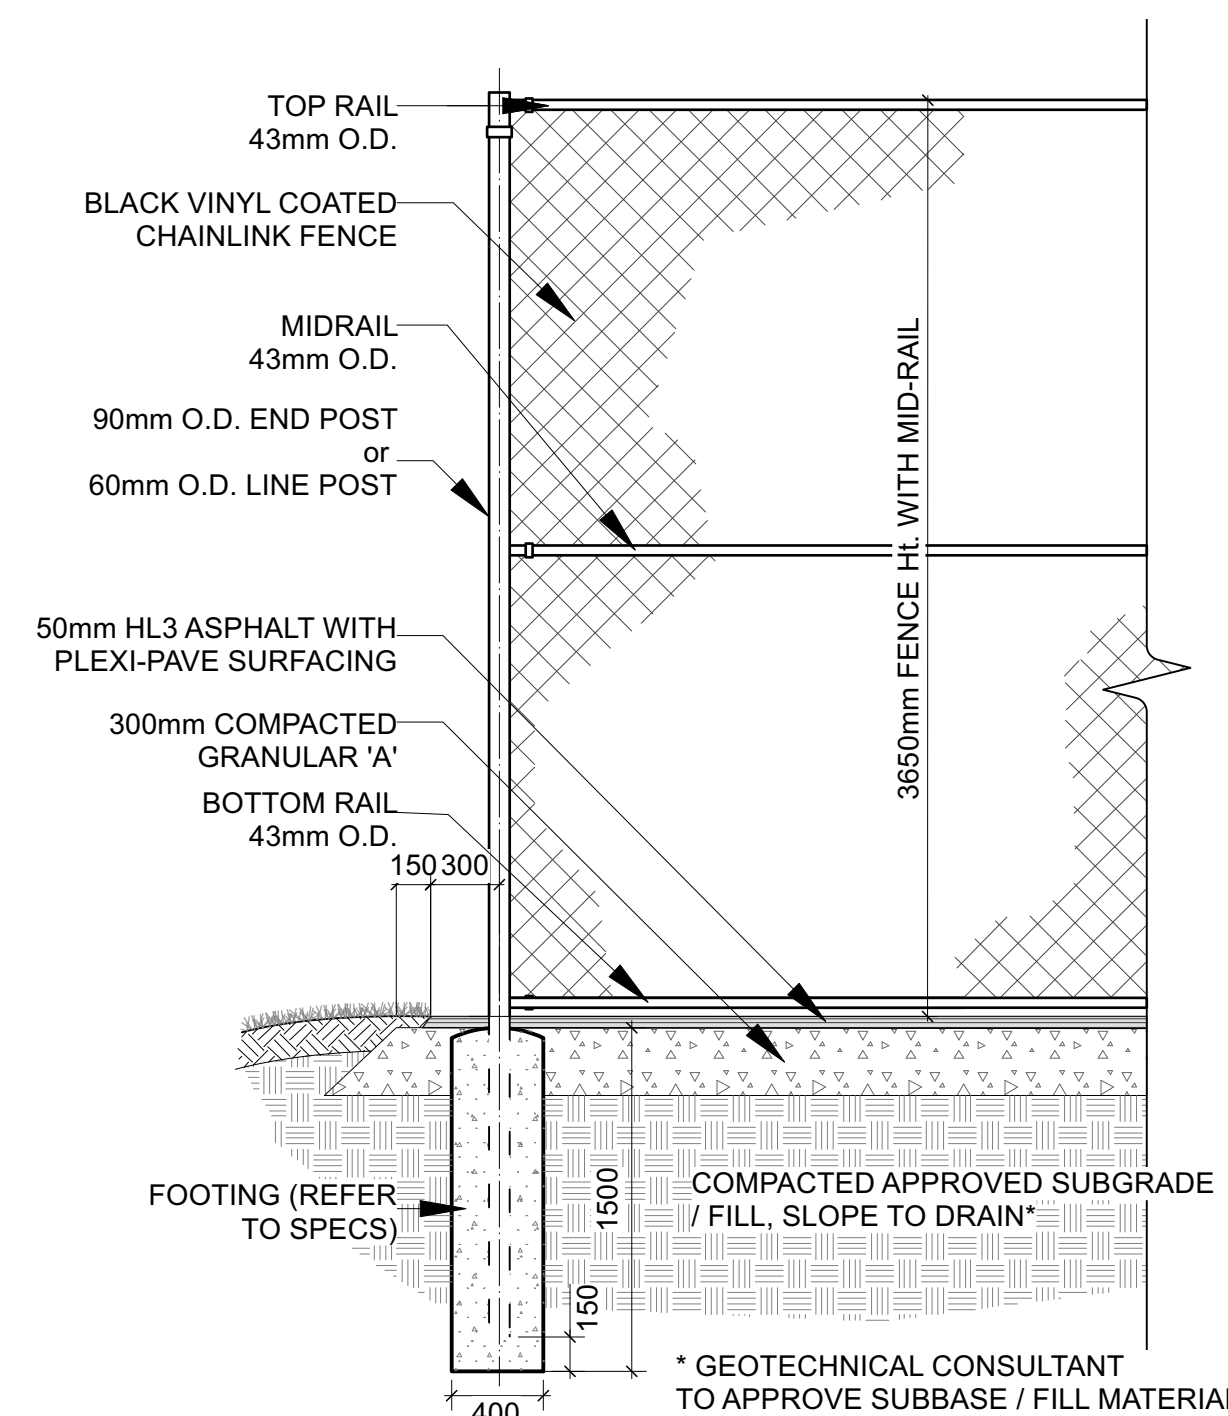 TOP RAIL
43mm O.D.
BLACK VINYL COATED
CHAINLINK FENCE
MIDRAIL
43mm O.D.
90mm O.D. END POST
or
60mm O.D. LINE POST
3650mm FENCE Ht. WITH MID-RAIL
50mm HL3 ASPHALT WITH
PLEXI-PAVE SURFACING
300mm COMPACTED
GRANULAR 'A'
BOTTOM RAIL
43mm O.D.
150 300
FOOTING (REFER
TO SPECS)
1500
COMPACTED APPROVED SUBGRADE
/ FILL, SLOPE TO DRAIN*
150
* GEOTECHNICAL CONSULTANT
TO APPROVE SUBBASE / FILL MATERIAL
400